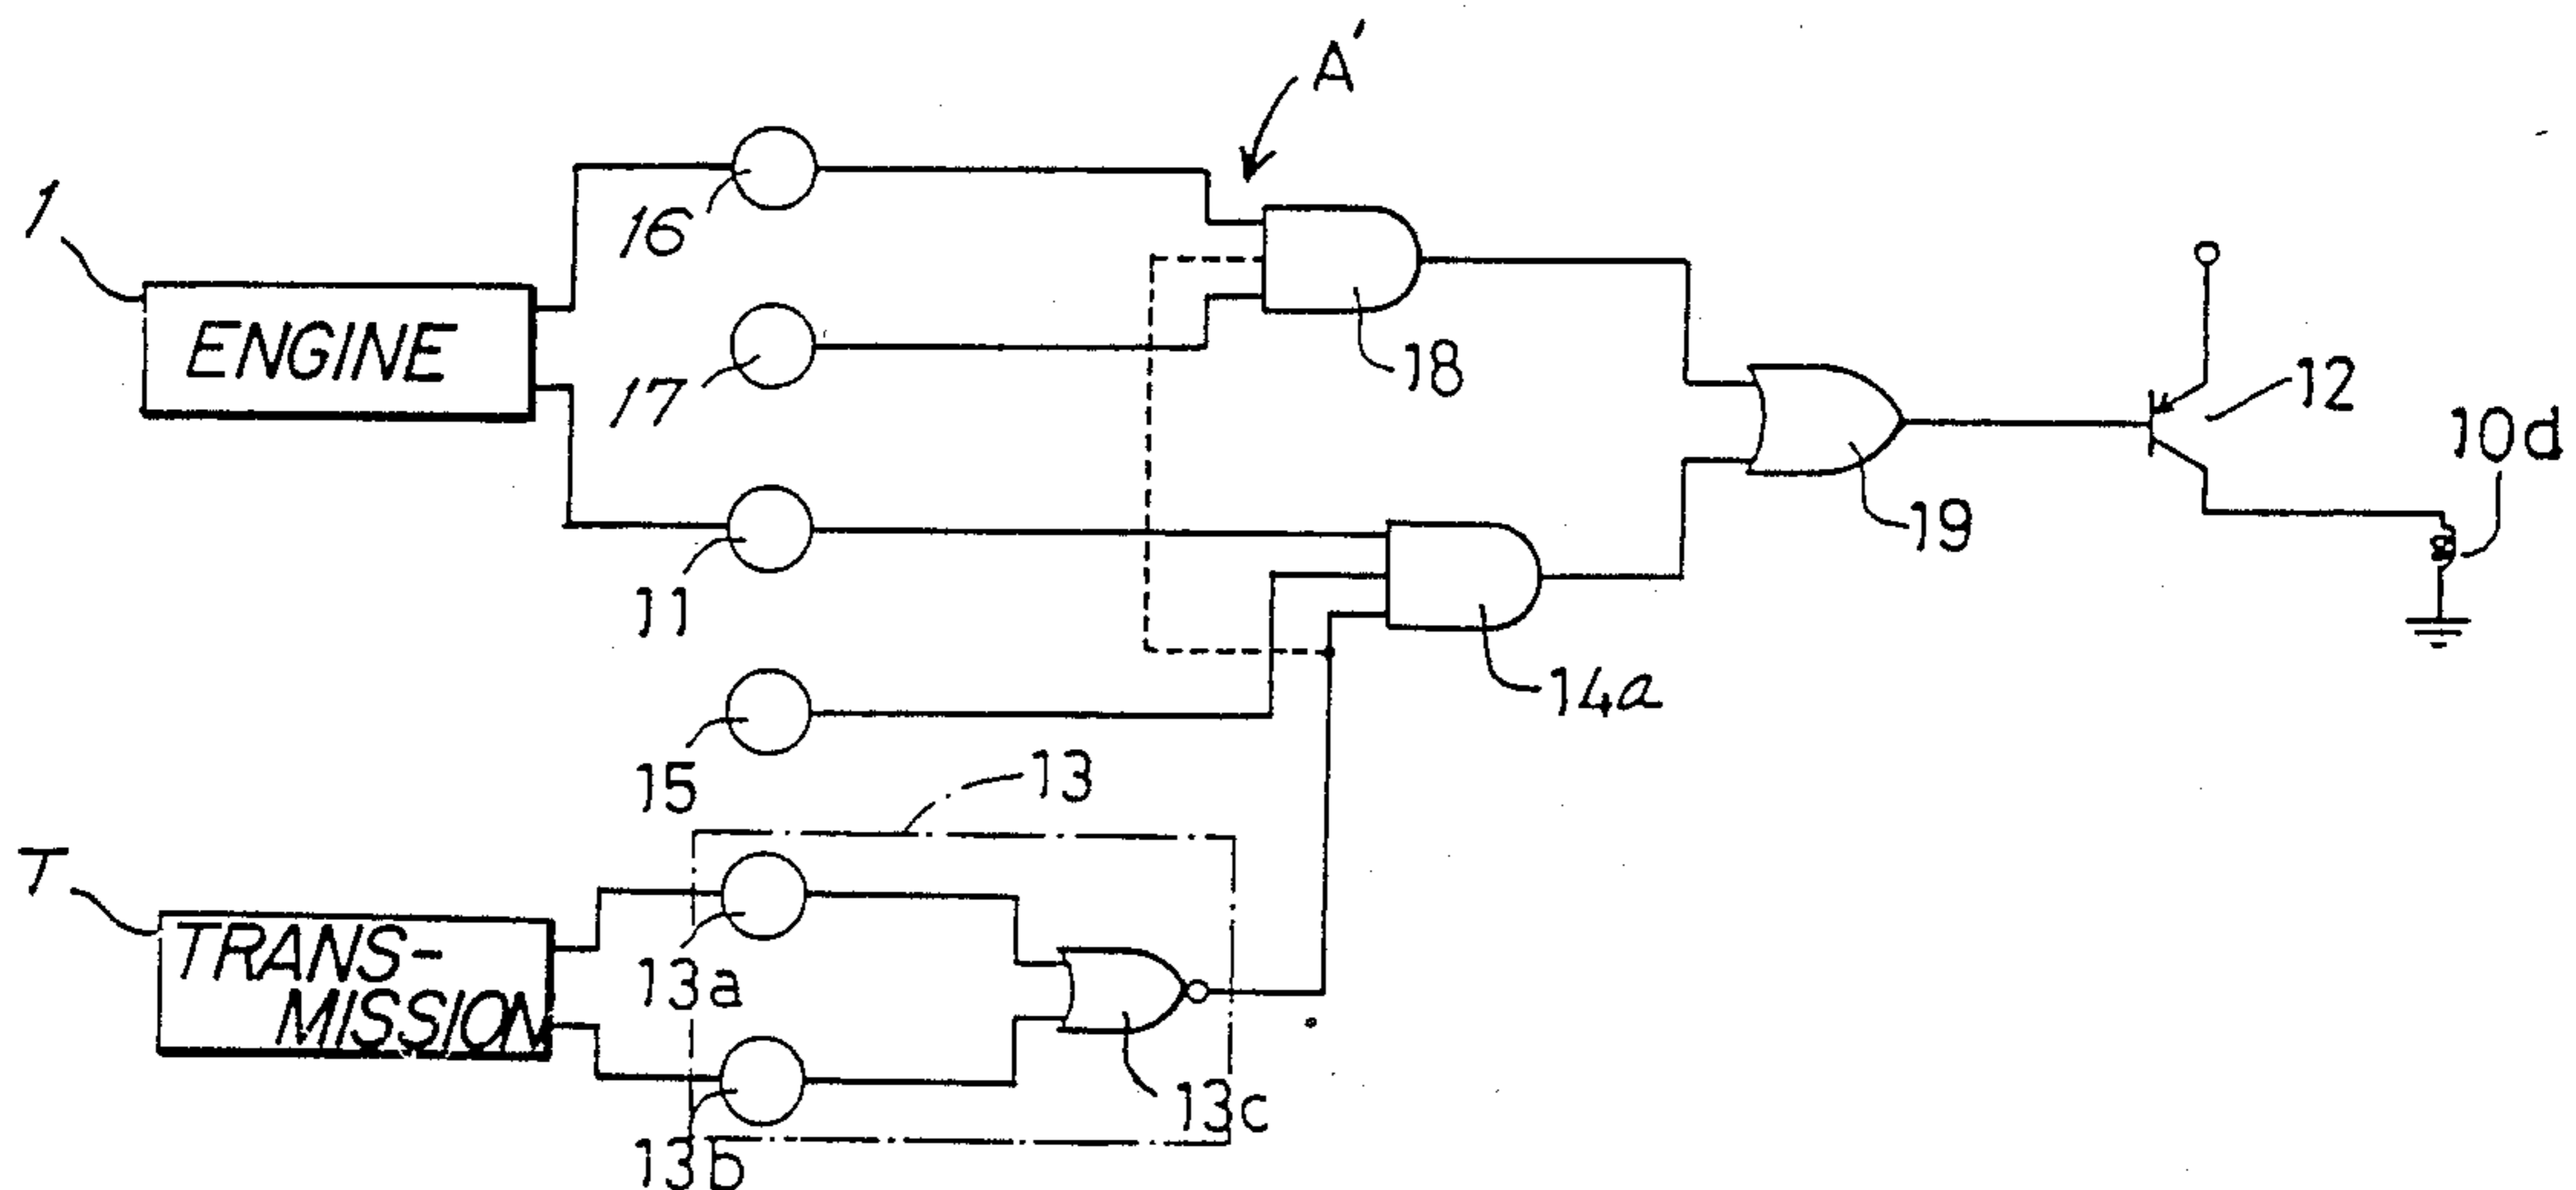 A'
1
16
ENGINE
17
18
12
10d
19
11
14a
15
13
T
TRANS-
MISSION
13a
13c
13b